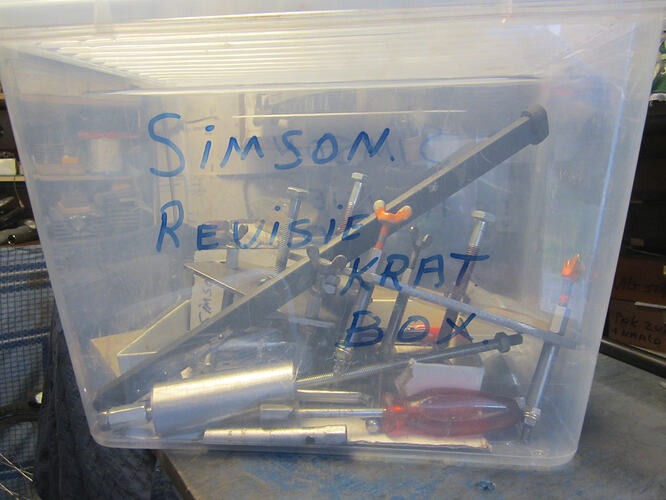 SiMSON.
REVISIE
KRAT.
BOX.